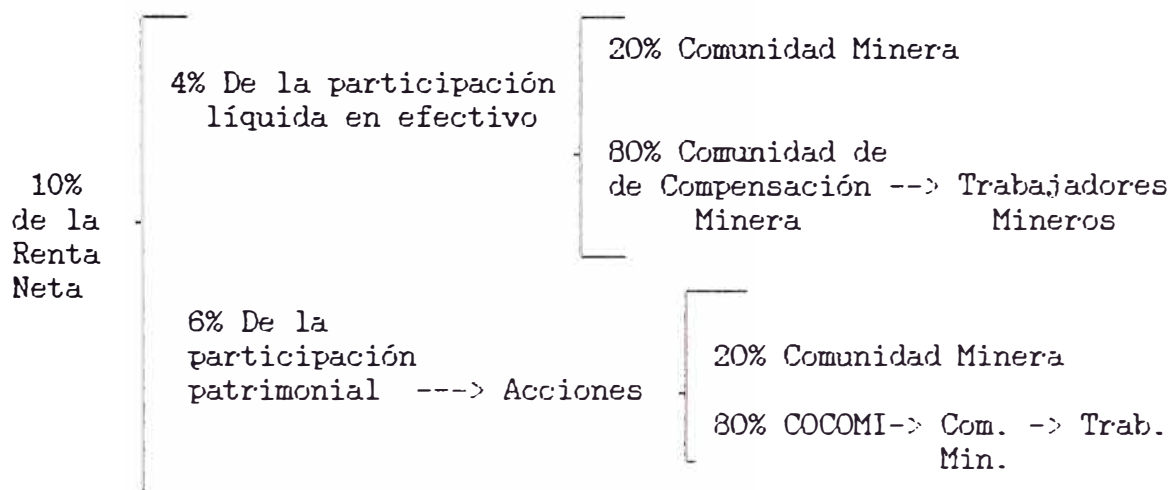 10%
de la
Renta
Neta
4% De la participación
líquida en efectivo
20% Comunidad Minera
80% Comunidad de
de Compensación --> Trabajadores
Minera Mineros
6% De la
participación
patrimonial ---> Acciones
20% Comunidad Minera
80% COCOMI-> Com. -> Trab.
Min.